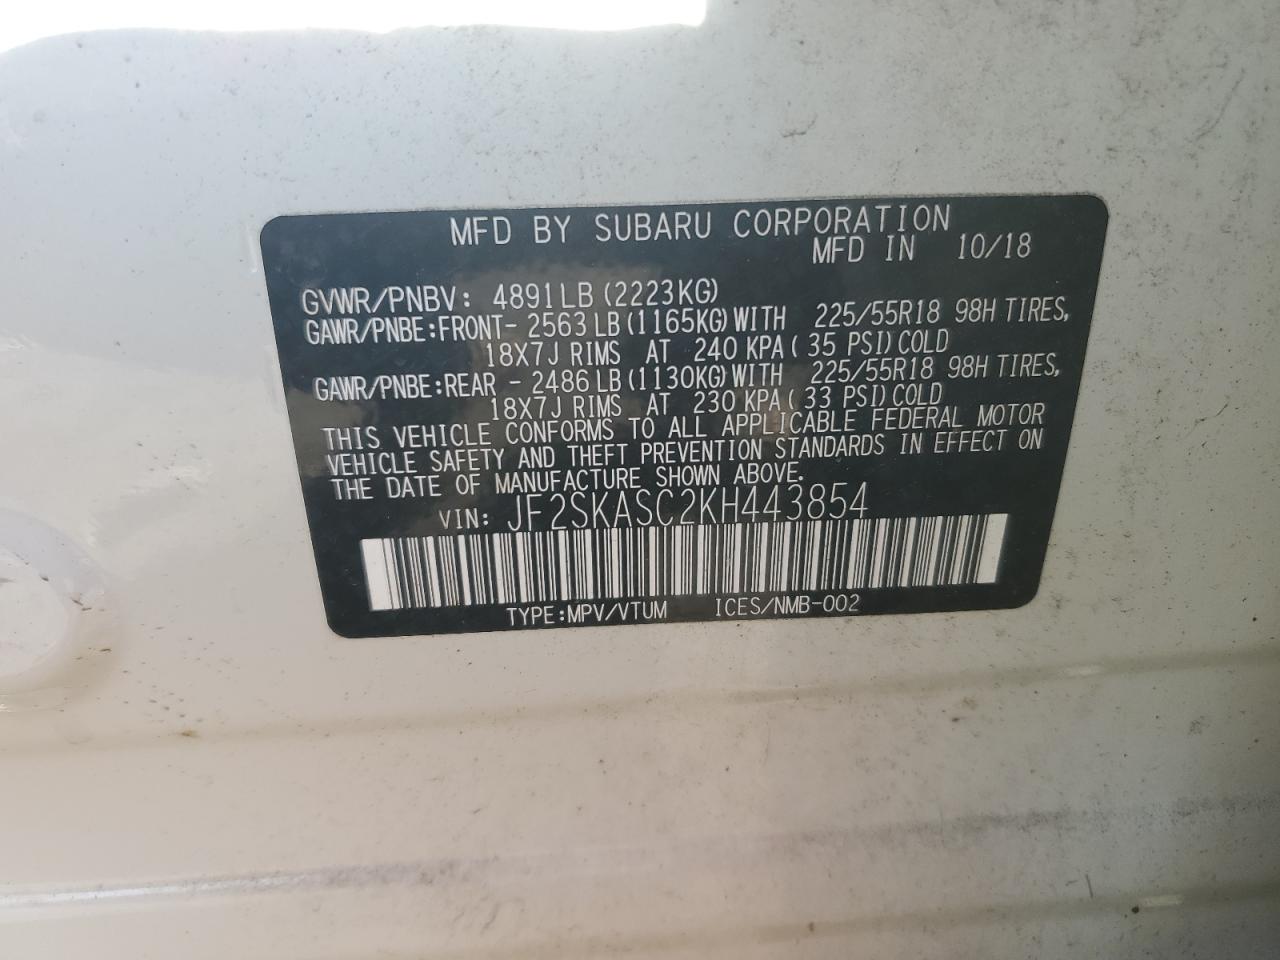 MFD BY SUBARU CORPORATION
MFD IN 10/18
GVWR/PNBV: 4891LB (2223KG)
GAWR/PNBE:FRONT- 2563LB (1165KG) WITH 225/55R18 98H TIRES,
18X7J RIMS AT 240 KPA ( 35 PSI) COLD
GAWR/PNBE:REAR - 2486LB (1130KG) WITH 225/55R18 98H TIRES,
18X7J RIMS AT 230 KPA ( 33 PSI) COLD
THIS VEHICLE CONFORMS TO ALL APPLICABLE FEDERAL MOTOR
VEHICLE SAFETY AND THEFT PREVENTION STANDARDS IN EFFECT ON
THE DATE OF MANUFACTURE SHOWN ABOVE.
VIN: JF2SKASC2KH443854
TYPE:MPV/VTUM ICES/NMB-002